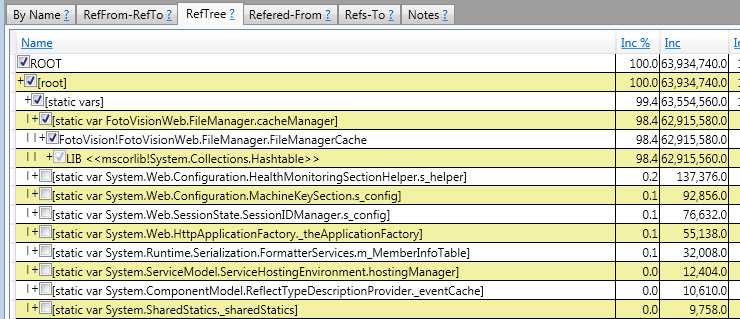 By Name ? RefFrom-RefTo ? RefTree ? Refered-From ? Refs-To ? Notes ?
Name Inc % Inc
ROOT 100.0 63,934,740.0
+[root] 100.0 63,934,740.0
+[static vars] 99.4 63,554,560.0
|+[static var FotoVisionWeb.FileManager.cacheManager] 98.4 62,915,580.0
||+FotoVision!FotoVisionWeb.FileManager.FileManagerCache 98.4 62,915,580.0
|| +LIB <<mscorlib!System.Collections.Hashtable>> 98.4 62,915,560.0
|+[static var System.Web.Configuration.HealthMonitoringSectionHelper.s_helper] 0.2 137,376.0
|+[static var System.Web.Configuration.MachineKeySection.s_config] 0.1 92,856.0
|+[static var System.Web.SessionState.SessionIDManager.s_config] 0.1 76,632.0
|+[static var System.Web.HttpApplicationFactory._theApplicationFactory] 0.1 55,138.0
|+[static var System.Runtime.Serialization.FormatterServices.m_MemberInfoTable] 0.1 32,008.0
|+[static var System.ServiceModel.ServiceHostingEnvironment.hostingManager] 0.0 12,404.0
|+[static var System.ComponentModel.ReflectTypeDescriptionProvider._eventCache] 0.0 10,610.0
|+[static var System.SharedStatics._sharedStatics] 0.0 9,758.0